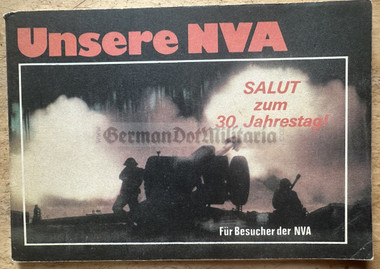 Unsere NVA
SALUT
zum
30. Jahrestag!
GermanDotMilitaria
Für Besucher der NVA